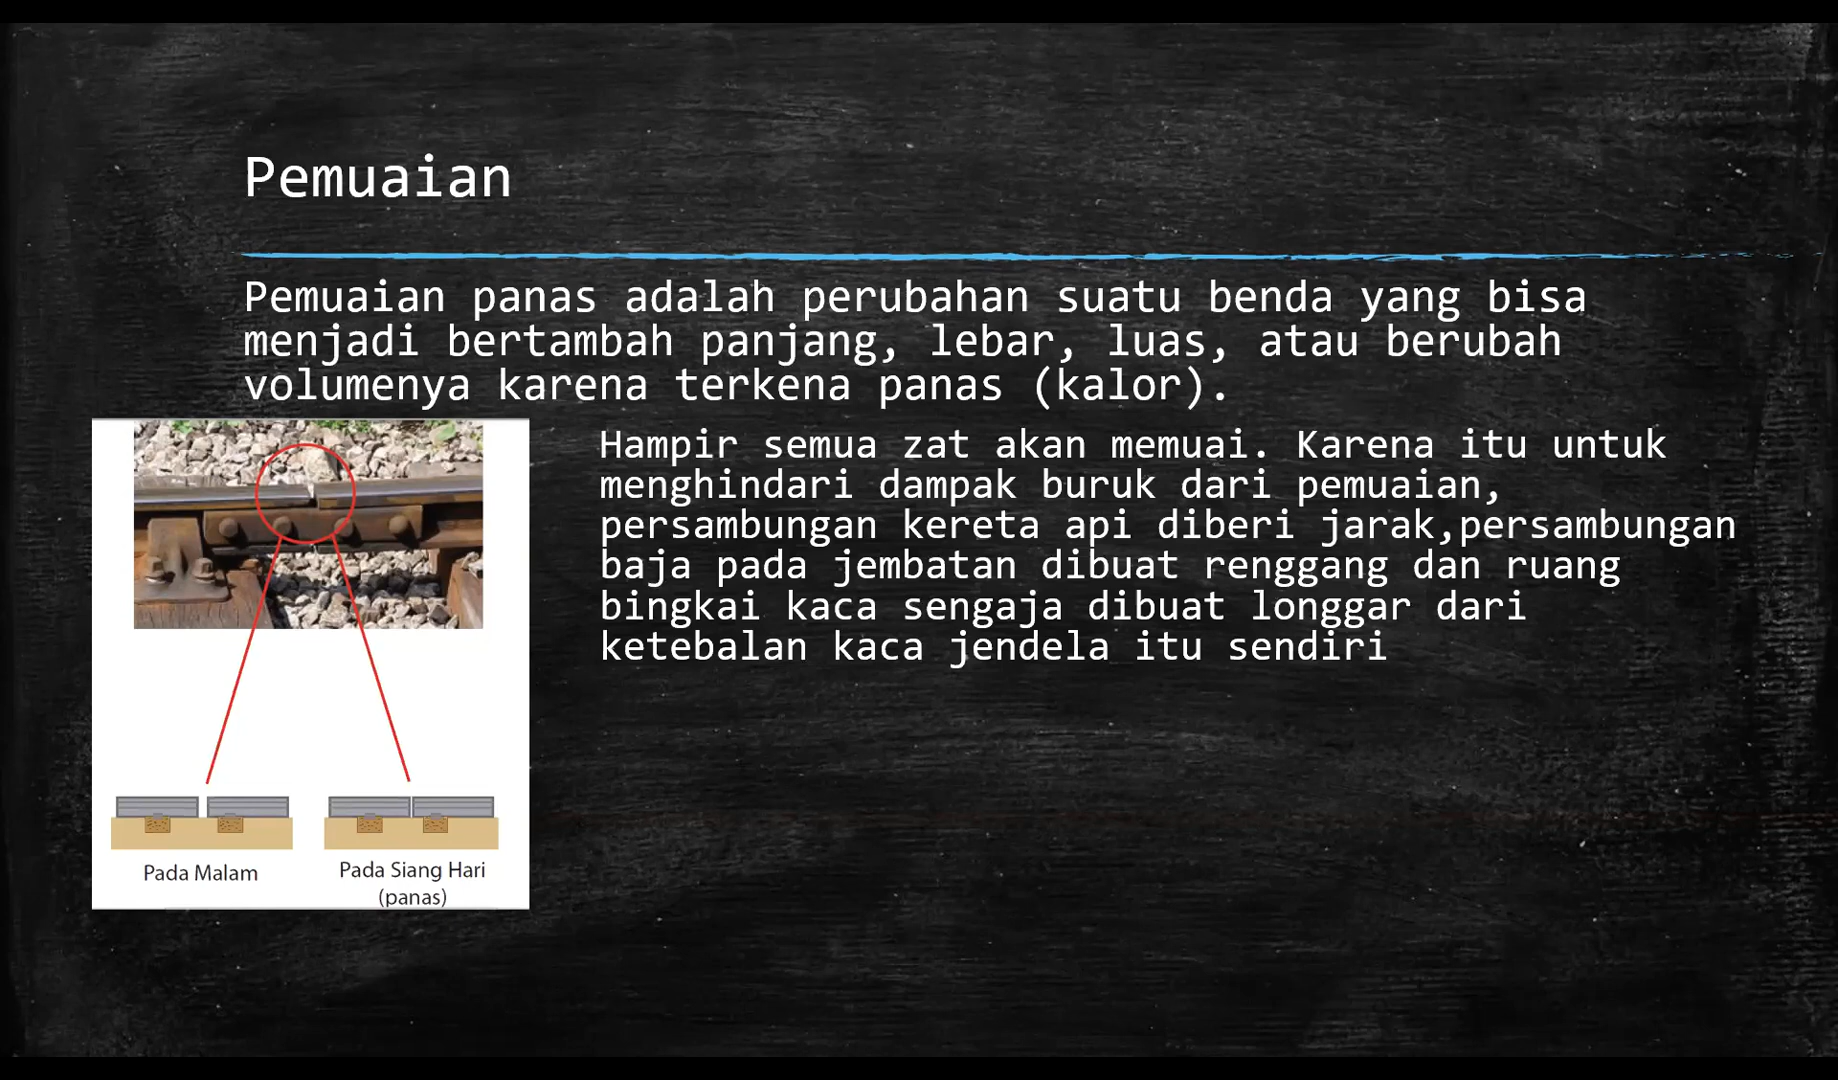 Pemuaian
Pemuaian panas adalah perubahan suatu benda yang bisa
menjadi bertambah panjang, lebar, luas, atau berubah
volumenya karena terkena panas (kalor).
Hampir semua zat akan memuai. Karena itu untuk
menghindari dampak buruk dari pemuaian,
persambungan kereta api diberi jarak,persambungan
baja pada jembatan dibuat renggang dan ruang
bingkai kaca sengaja dibuat longgar dari
ketebalan kaca jendela itu sendiri
Pada Malam
Pada Siang Hari
(panas)